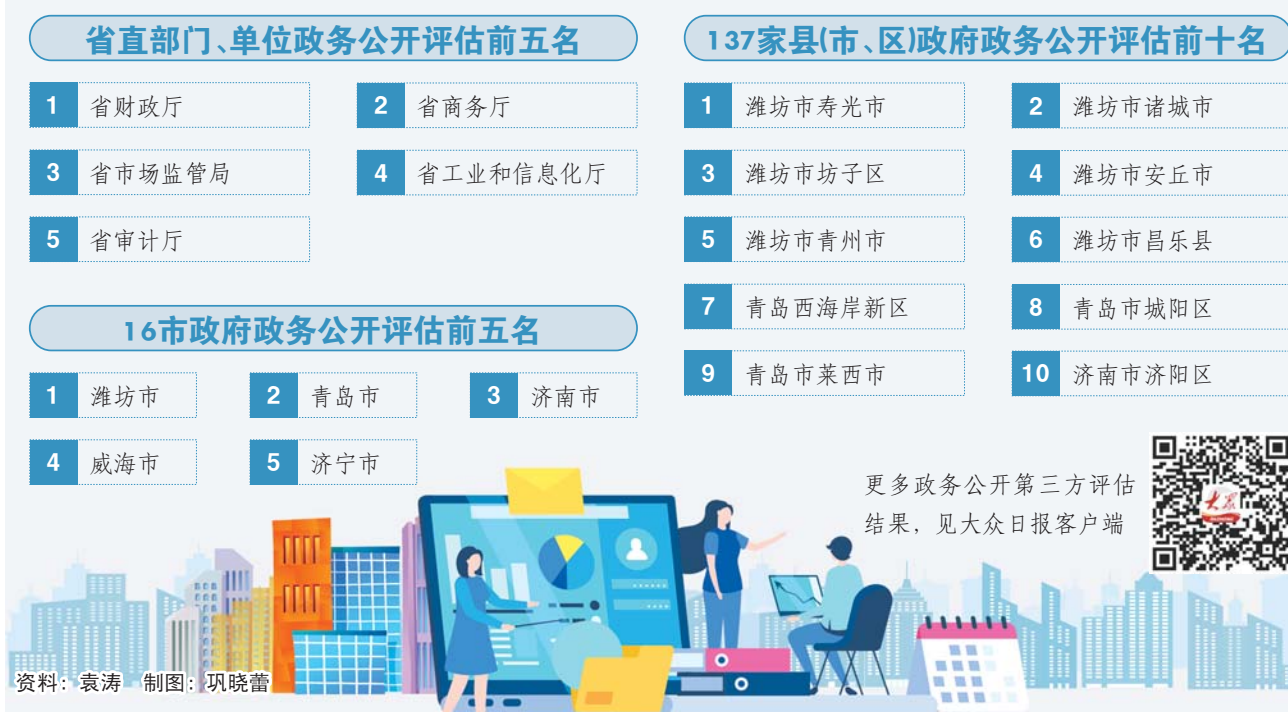 省直部门、单位政务公开评估前五名
1 省财政厅
2 省商务厅
3 省市场监管局
4 省工业和信息化厅
5 省审计厅
16市政府政务公开评估前五名
1 潍坊市
2 青岛市
3 济南市
4 威海市
5 济宁市
137家县(市、区)政府政务公开评估前十名
1 潍坊市寿光市
2 潍坊市诸城市
3 潍坊市坊子区
4 潍坊市安丘市
5 潍坊市青州市
6 潍坊市昌乐县
7 青岛西海岸新区
8 青岛市城阳区
9 青岛市莱西市
10 济南市济阳区
更多政务公开第三方评估
结果，见大众日报客户端
大众
资料：袁涛 制图：巩晓蕾